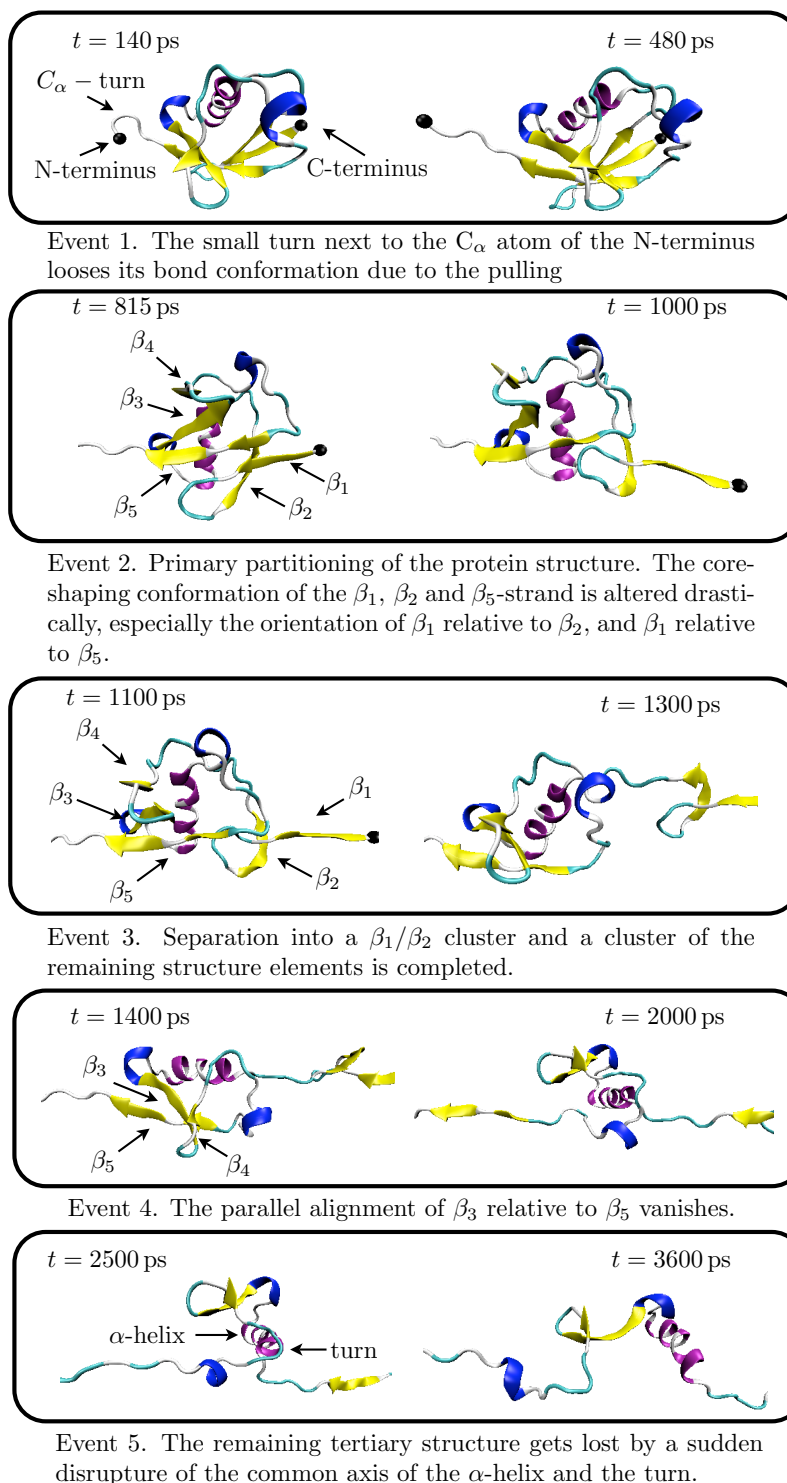 t = 140 ps t = 480 ps
Cα − turn
N-terminus C-terminus
Event 1. The small turn next to the Cα atom of the N-terminus
looses its bond conformation due to the pulling
t = 815 ps t = 1000 ps
β4
β3
β1
β5 β2
Event 2. Primary partitioning of the protein structure. The core-
shaping conformation of the β1, β2 and β5-strand is altered drasti-
cally, especially the orientation of β1 relative to β2, and β1 relative
to β5.
t = 1100 ps t = 1300 ps
β4
β3 β1
β5 β2
Event 3. Separation into a β1/β2 cluster and a cluster of the
remaining structure elements is completed.
t = 1400 ps t = 2000 ps
β3
β5 β4
Event 4. The parallel alignment of β3 relative to β5 vanishes.
t = 2500 ps t = 3600 ps
α-helix turn
Event 5. The remaining tertiary structure gets lost by a sudden
disrupture of the common axis of the α-helix and the turn.